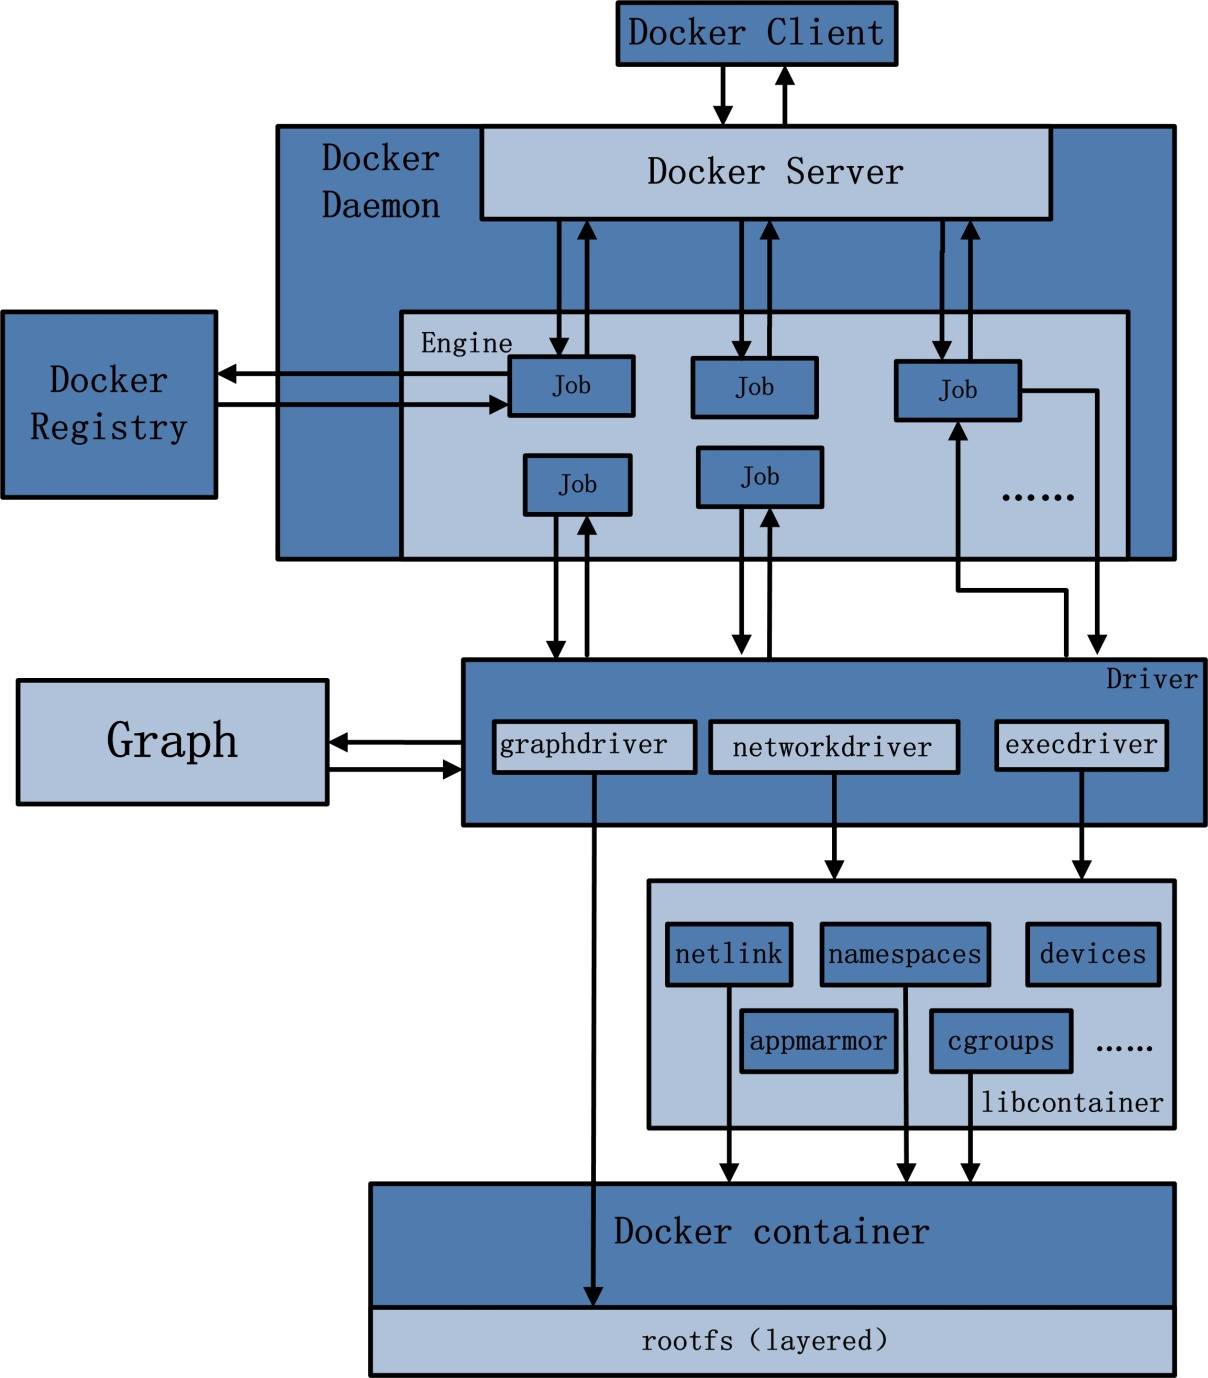 Docker Client
Docker
Daemon
Docker Server
Engine
Docker
Registry
Job
Job
Job
Job
Job
......
Driver
Graph
graphdriver
networkdriver
execdriver
netlink
namespaces
devices
appmarmor
cgroups
......
libcontainer
Docker container
rootfs（layered）